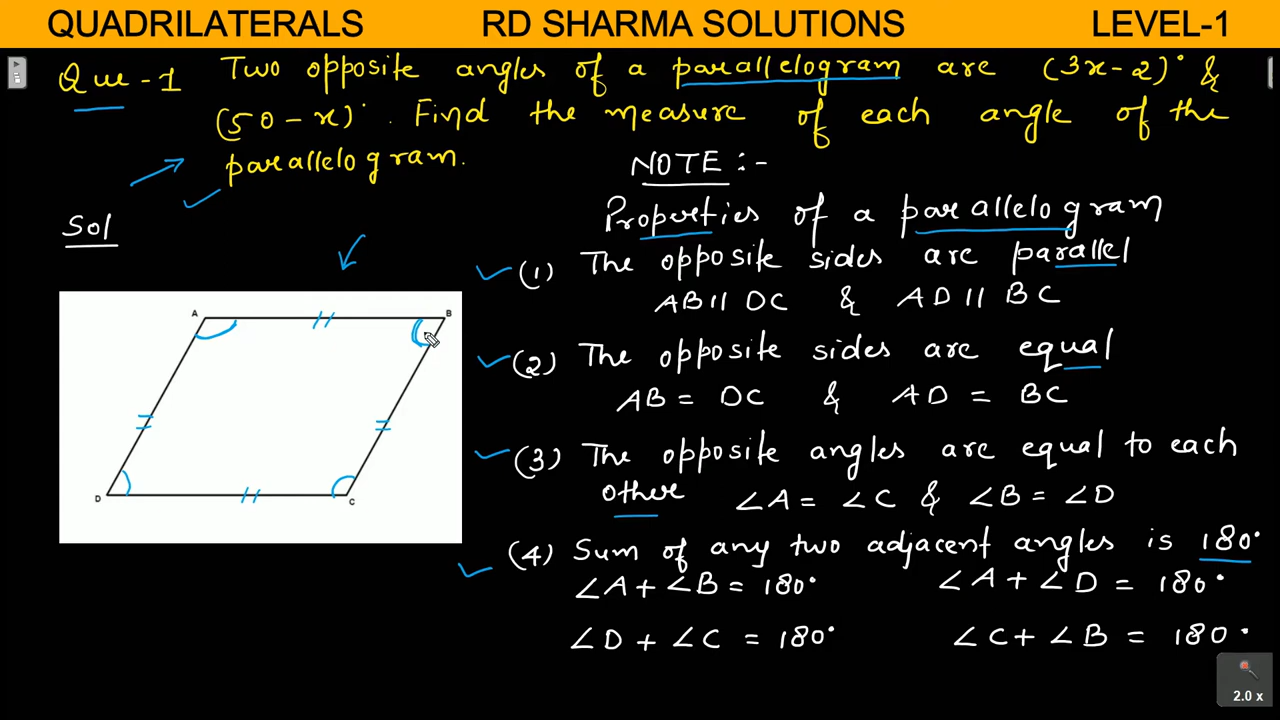 QUADRILATERALS RD SHARMA SOLUTIONS LEVEL-1
Que-1 Two opposite angles of a parallelogram are (3x-2)° &
(50-x)°. Find the measure of each angle of the
parallelogram.
NOTE:-
Sol
Properties of a parallelogram
(1) The opposite sides are parallel
AB || DC & AD || BC
(2) The opposite sides are equal
AB = DC & AD = BC
(3) The opposite angles are equal to each
other ∠A = ∠C & ∠B = ∠D
(4) Sum of any two adjacent angles is 180°
∠A + ∠B = 180° ∠A + ∠D = 180°
∠D + ∠C = 180° ∠C + ∠B = 180°
A B
D C
2.0 x